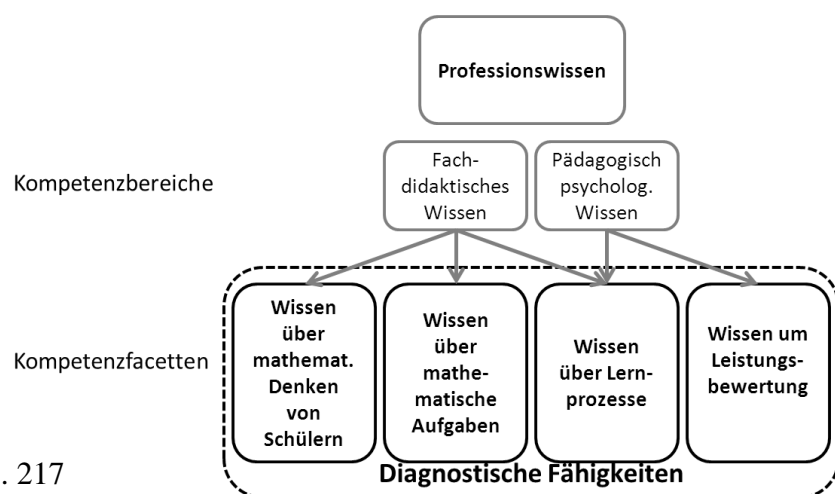 Professionswissen
Kompetenzbereiche
Fach-
didaktisches
Wissen
Pädagogisch
psycholog.
Wissen
Kompetenzfacetten
Wissen
über
mathemat.
Denken
von
Schülern
Wissen
über
mathe-
matische
Aufgaben
Wissen
über Lern-
prozesse
Wissen um
Leistungs-
bewertung
Diagnostische Fähigkeiten
. 217